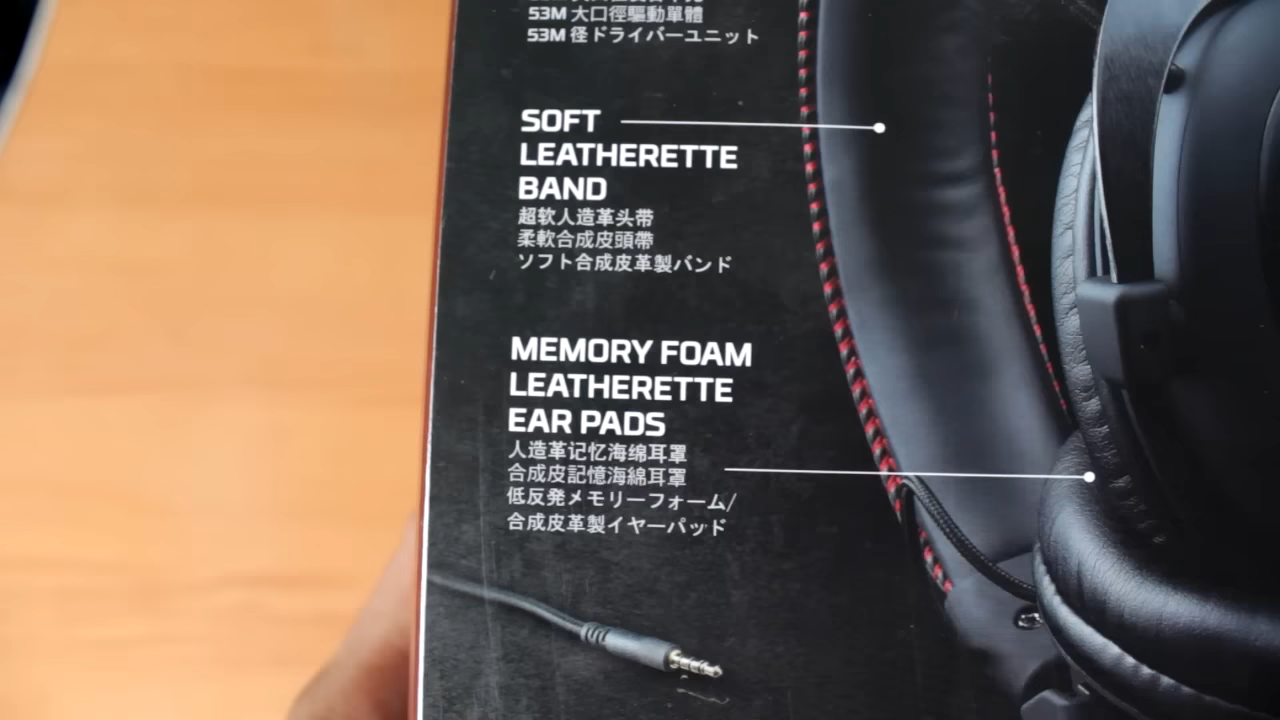 53M 大口徑驅動單體
53M 径ドライバーユニット
SOFT
LEATHERETTE
BAND
超软人造革头带
柔軟合成皮頭帶
ソフト合成皮革製バンド
MEMORY FOAM
LEATHERETTE
EAR PADS
人造革记忆海绵耳罩
合成皮記憶海綿耳罩
低反発メモリーフォーム/
合成皮革製イヤーパッド